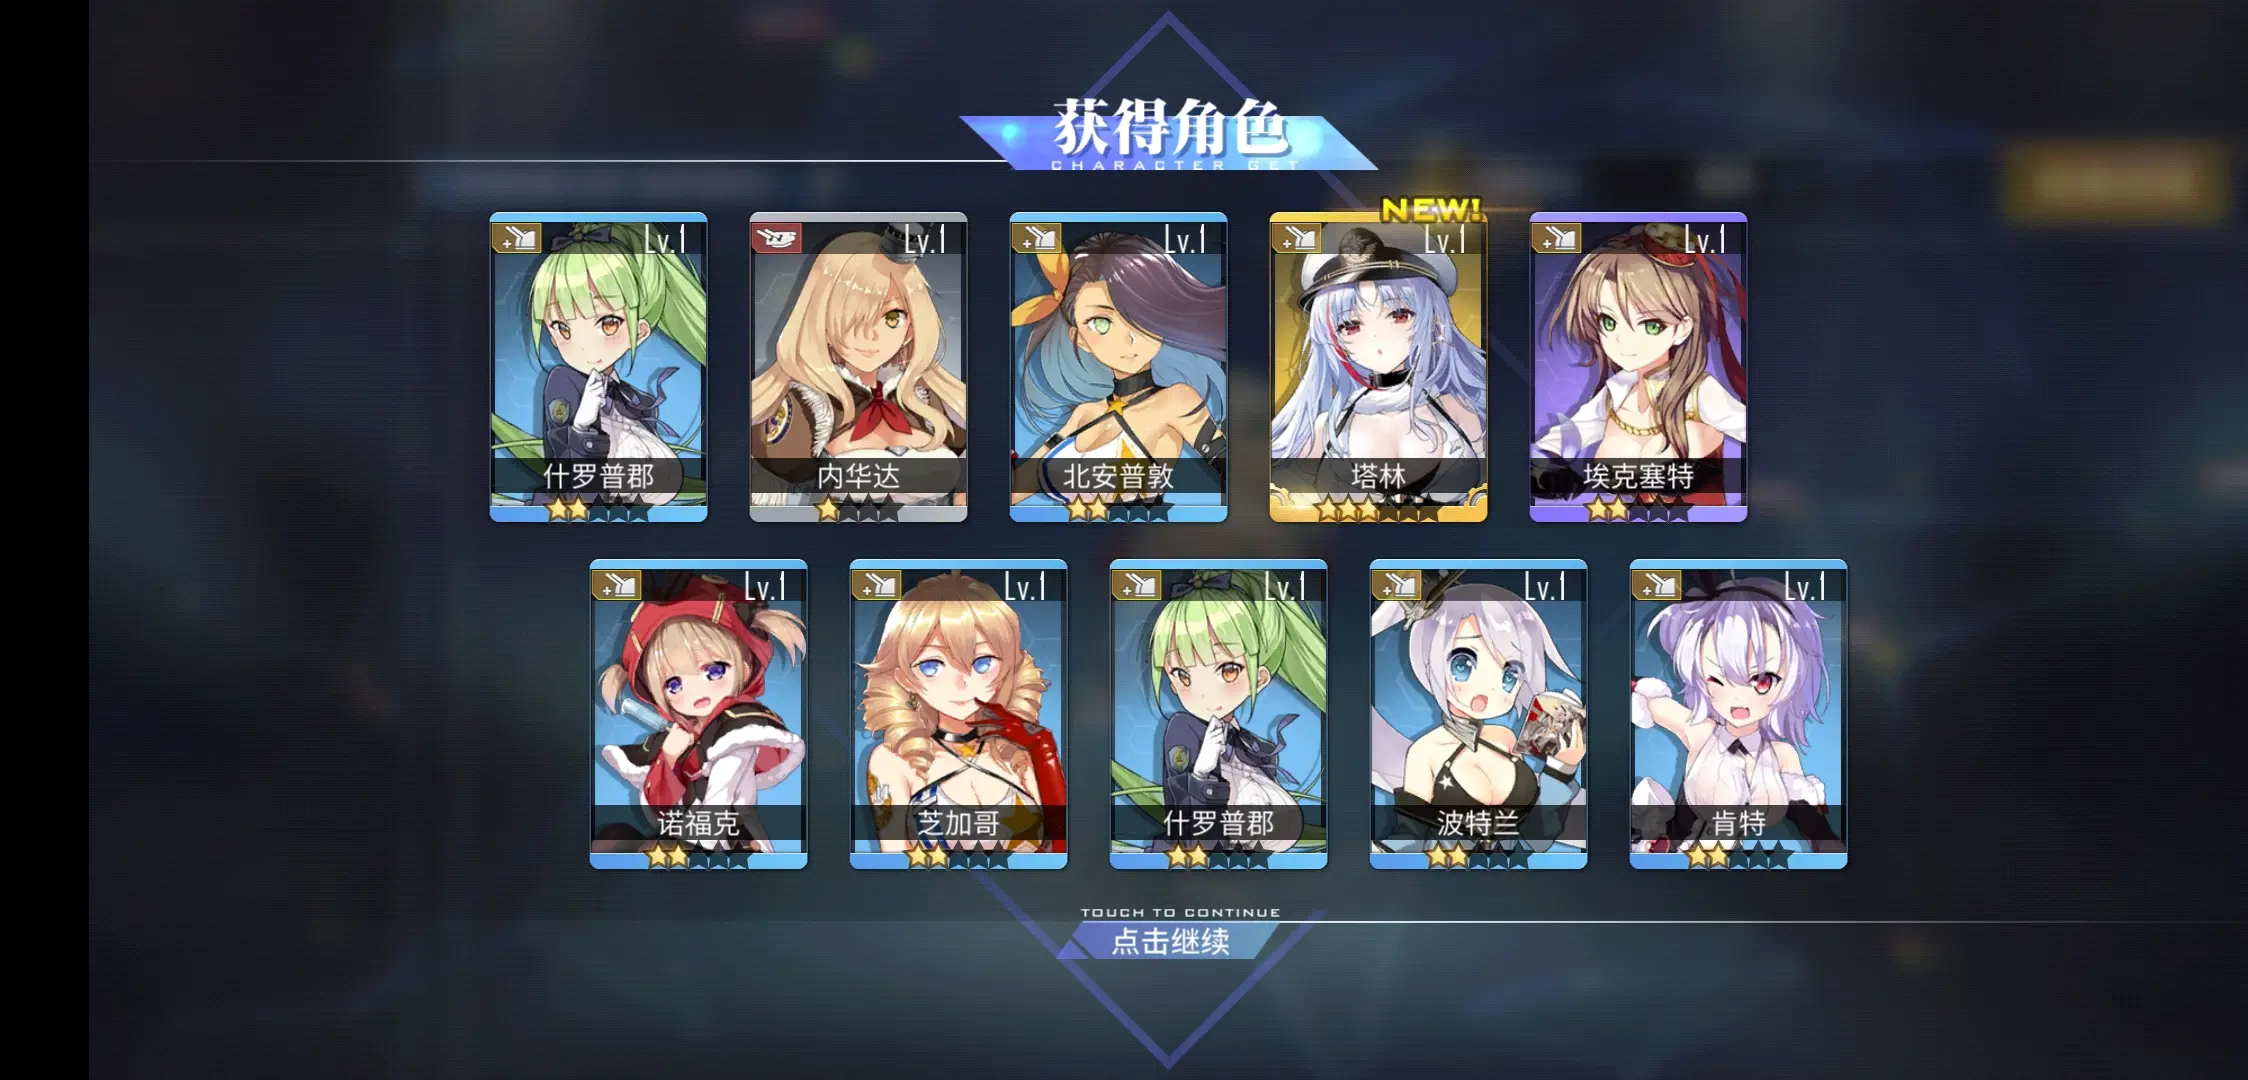 获得角色
CHARACTER GET
NEW!
Lv.1
Lv.1
Lv.1
Lv.1
Lv.1
什罗普郡
内华达
北安普敦
塔林
埃克塞特
Lv.1
Lv.1
Lv.1
Lv.1
Lv.1
诺福克
芝加哥
什罗普郡
波特兰
肯特
TOUCH TO CONTINUE
点击继续